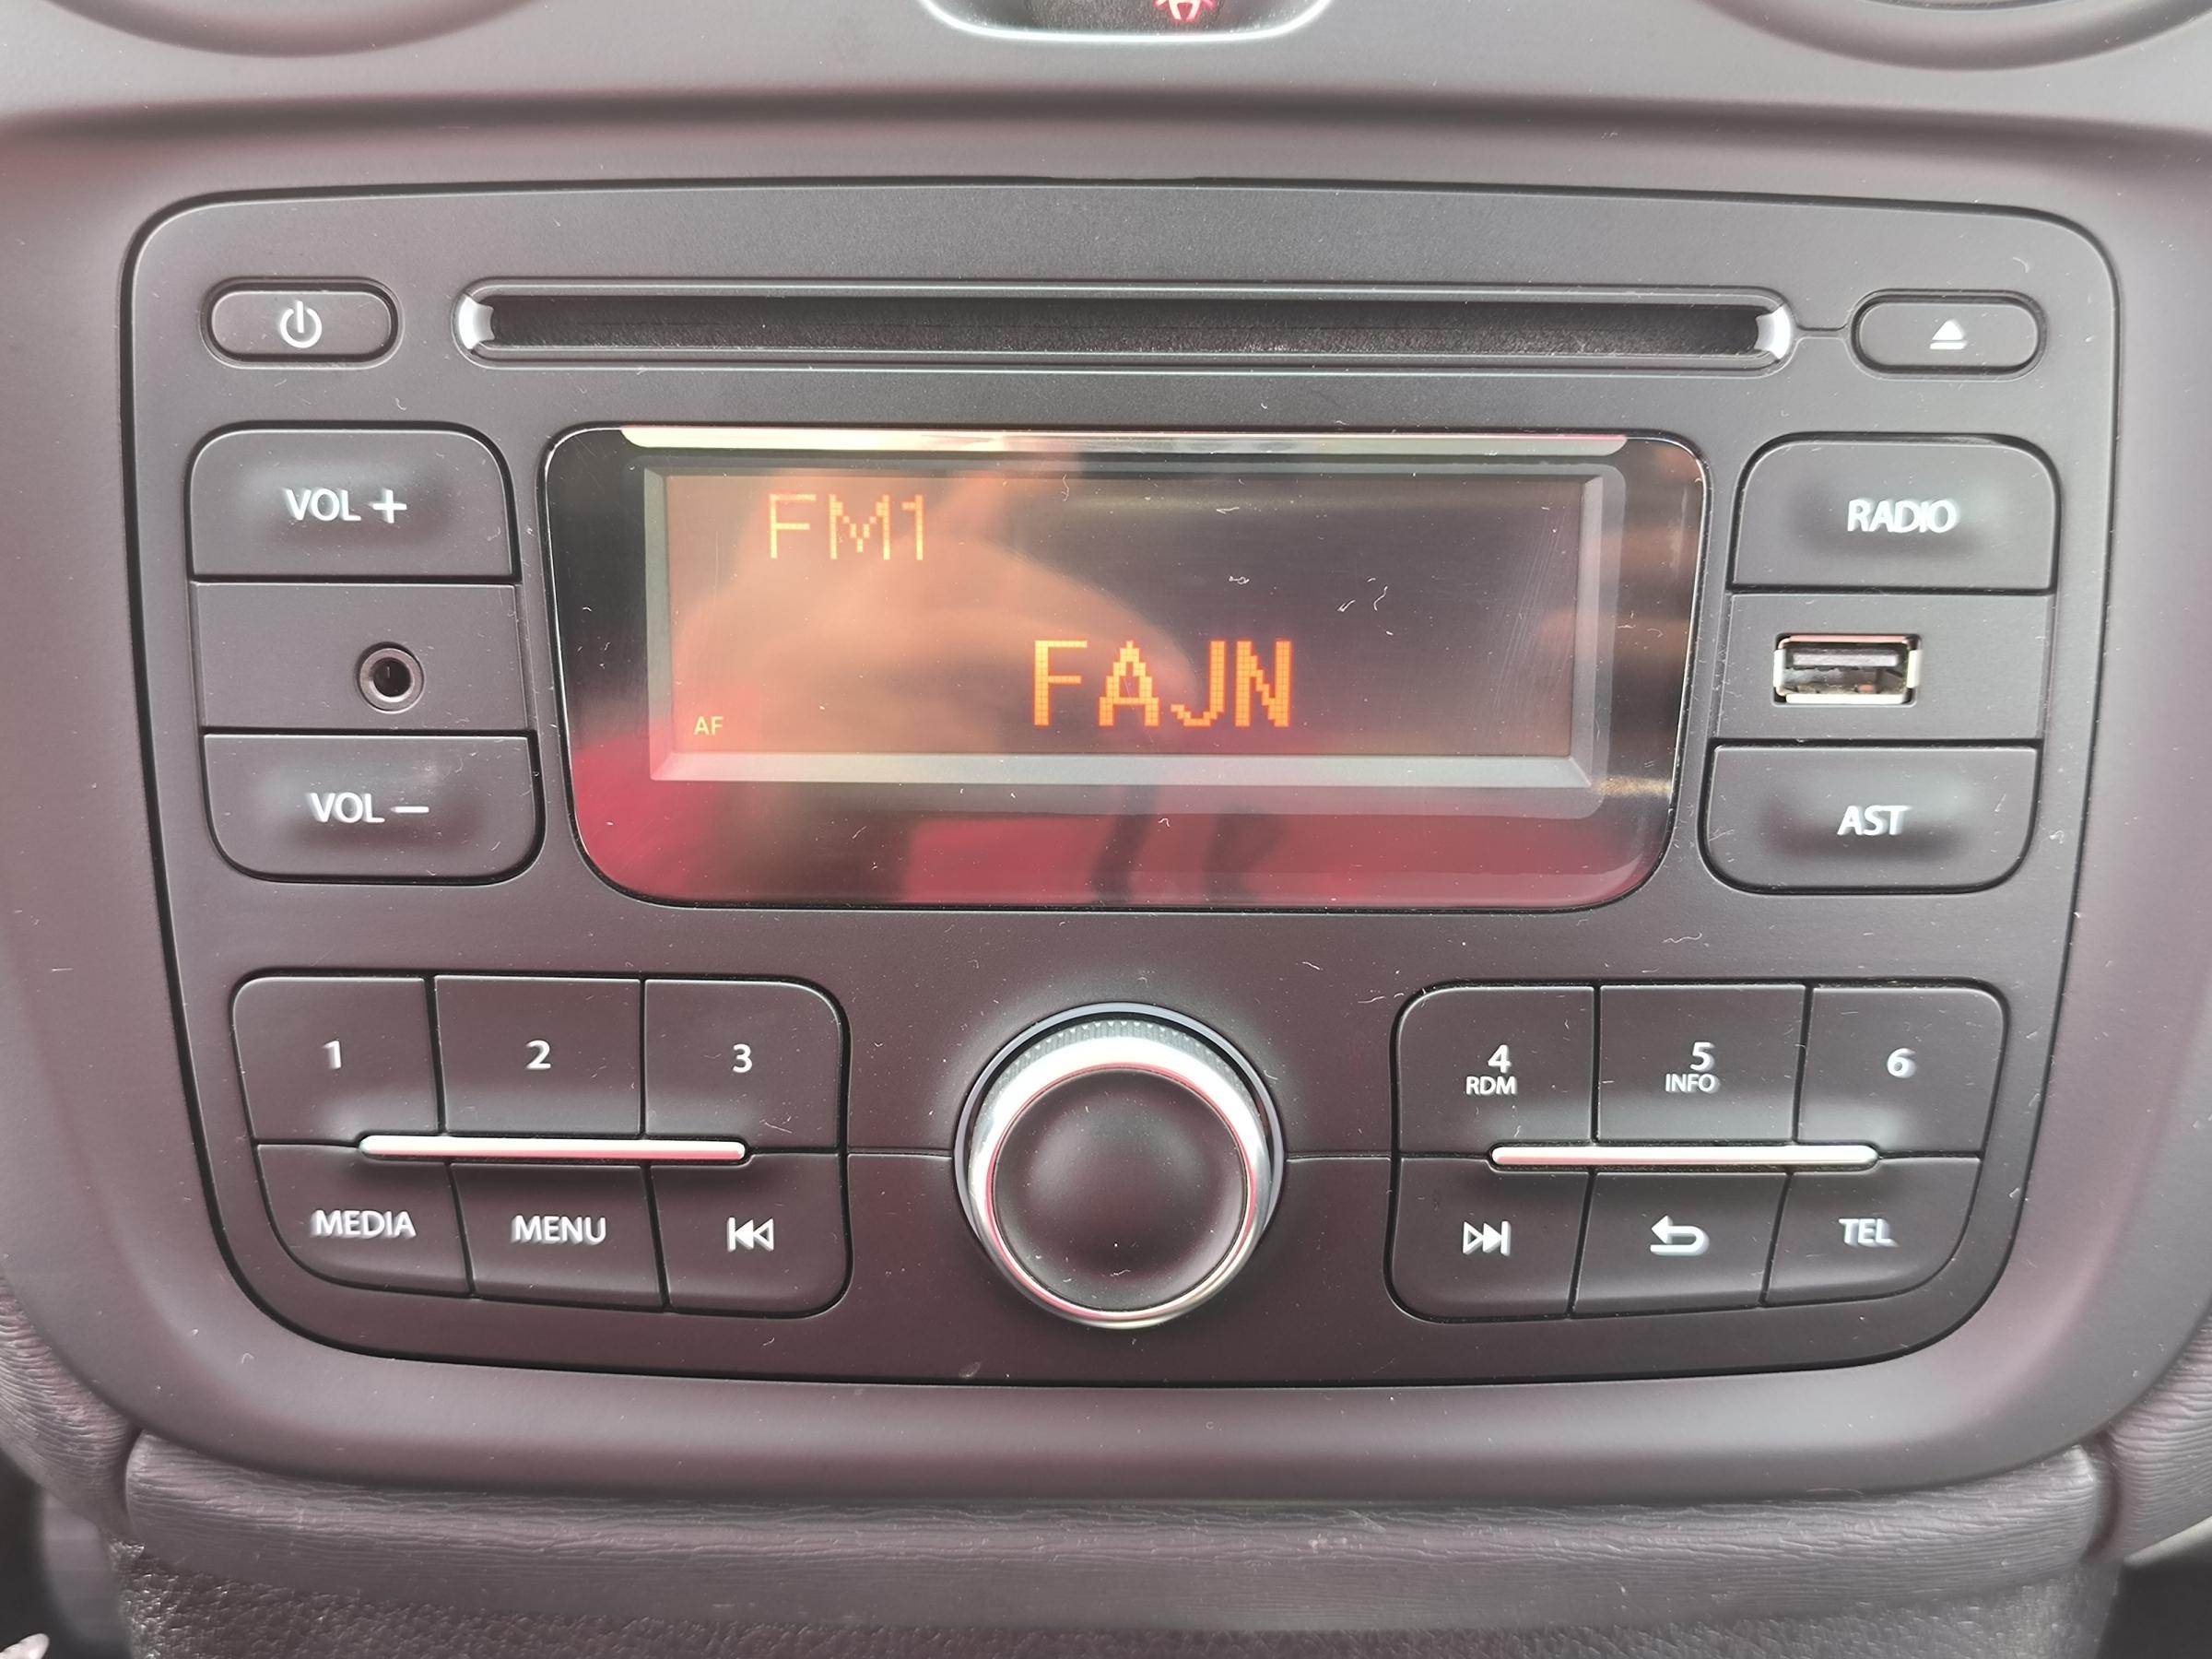 VOL +
FM1
RADIO
FAJN
AF
VOL −
AST
1
2
3
4
RDM
5
INFO
6
MEDIA
MENU
TEL